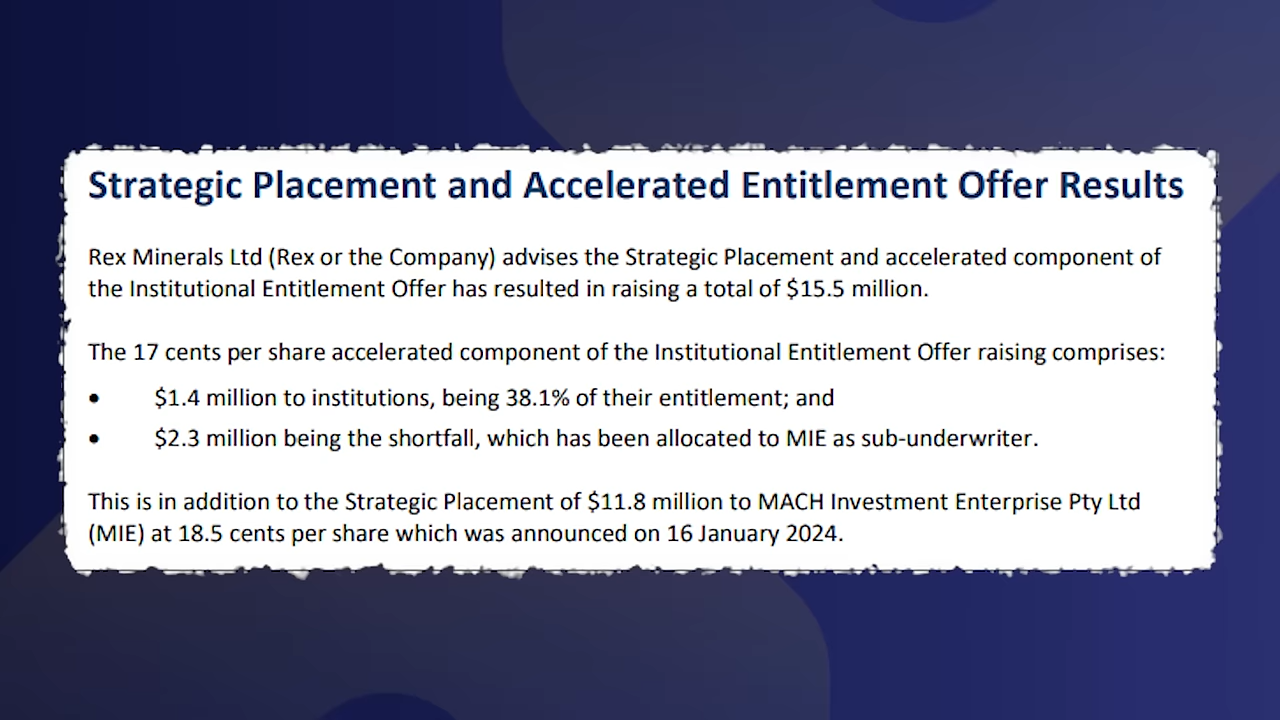 Strategic Placement and Accelerated Entitlement Offer Results
Rex Minerals Ltd (Rex or the Company) advises the Strategic Placement and accelerated component of
the Institutional Entitlement Offer has resulted in raising a total of $15.5 million.
The 17 cents per share accelerated component of the Institutional Entitlement Offer raising comprises:
• $1.4 million to institutions, being 38.1% of their entitlement; and
• $2.3 million being the shortfall, which has been allocated to MIE as sub-underwriter.
This is in addition to the Strategic Placement of $11.8 million to MACH Investment Enterprise Pty Ltd
(MIE) at 18.5 cents per share which was announced on 16 January 2024.